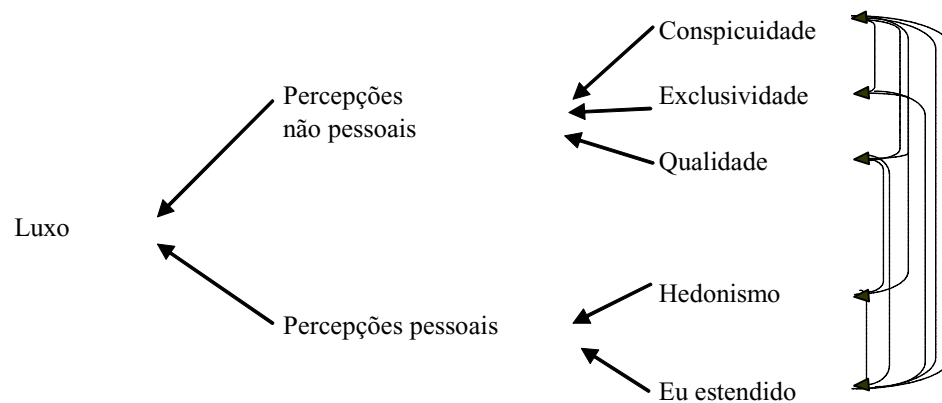 Conspicuidade
Percepções
não pessoais
Exclusividade
Qualidade
Luxo
Hedonismo
Percepções pessoais
Eu estendido